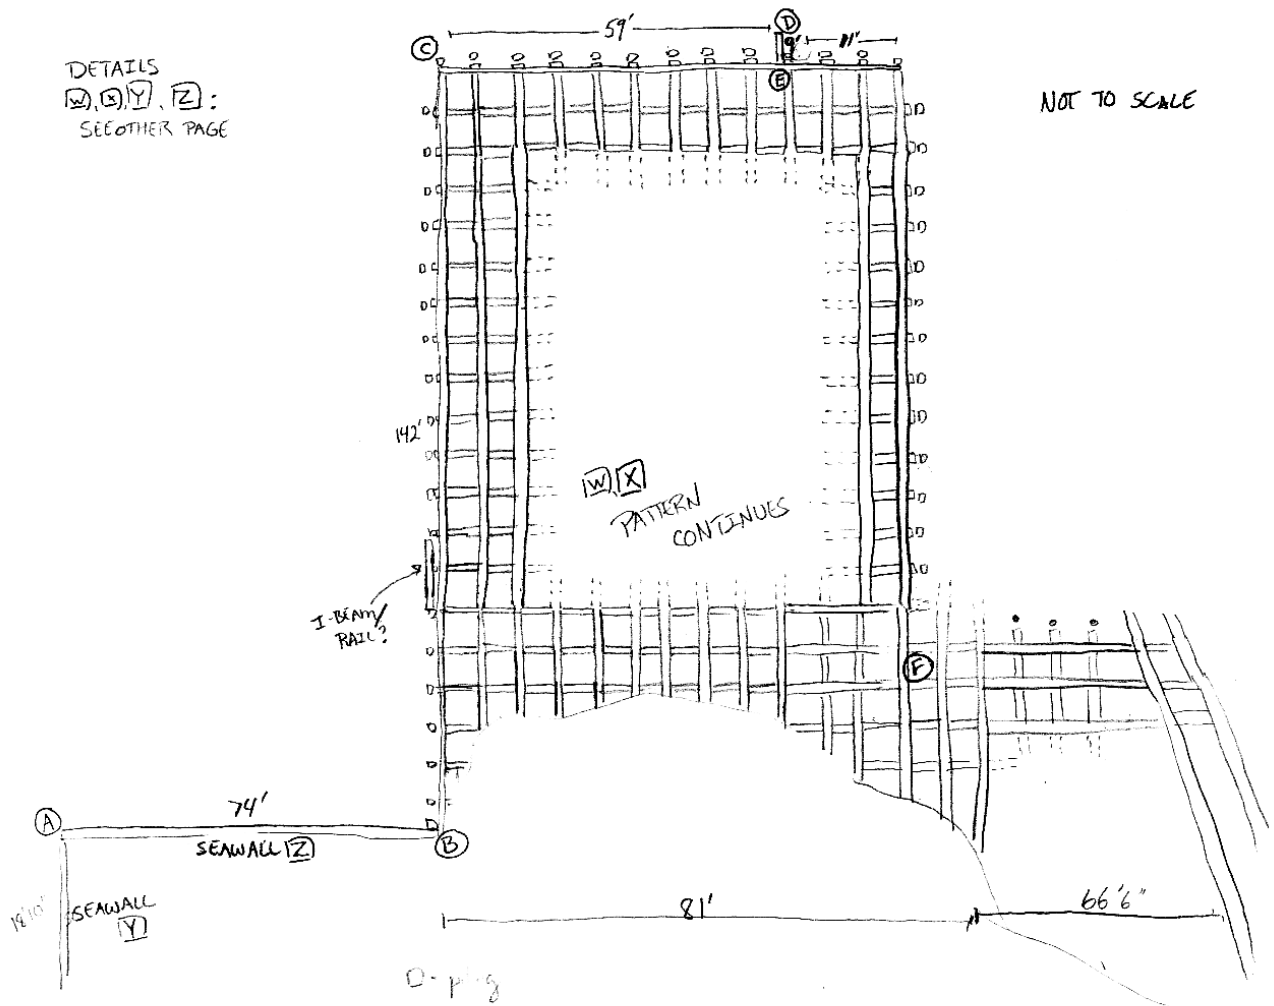 59'
D
9'
11'
C
E
DETAILS
W, X, Y, Z:
SEE OTHER PAGE
NOT TO SCALE
142'
W, X
PATTERN
CONTINUES
I-BEAM/
RAIL?
F
A
74'
SEAWALL Z
B
SEAWALL
Y
81'
66'6"